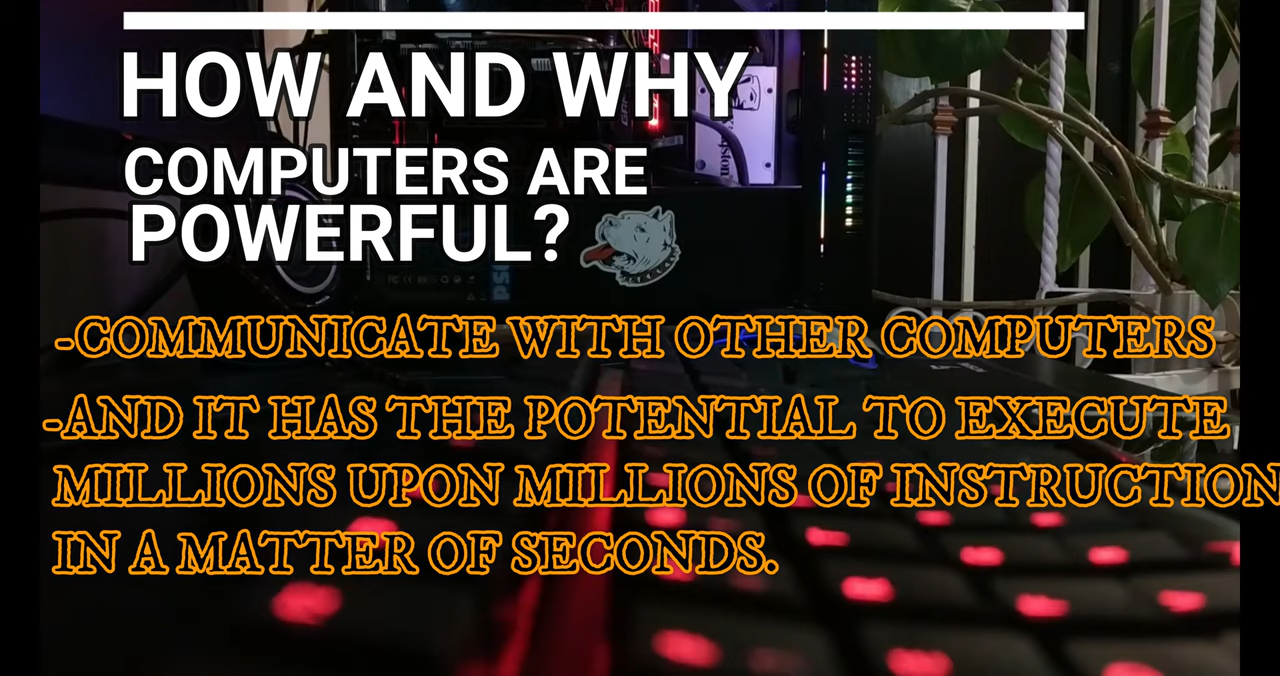 HOW AND WHY
COMPUTERS ARE
POWERFUL?
-COMMUNICATE WITH OTHER COMPUTERS
-AND IT HAS THE POTENTIAL TO EXECUTE
MILLIONS UPON MILLIONS OF INSTRUCTION
IN A MATTER OF SECONDS.